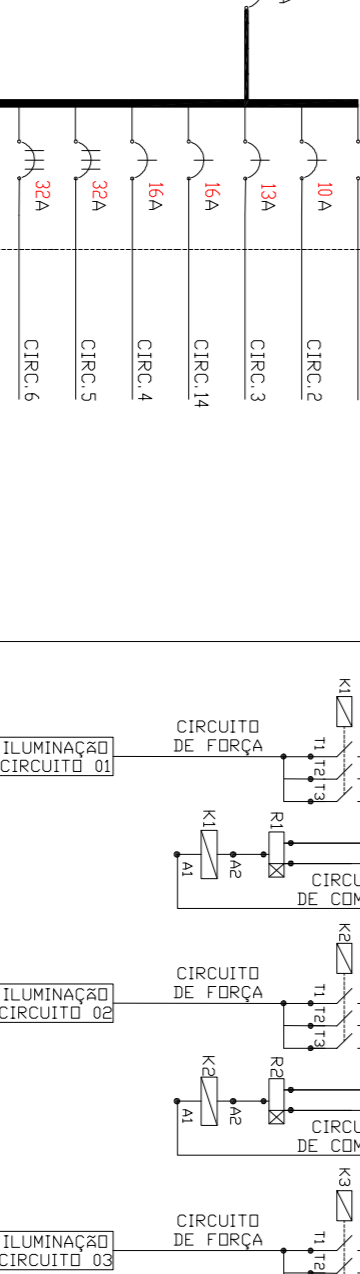 A
32A
32A
16A
16A
13A
10A
CIRC.6
CIRC.5
CIRC.4
CIRC.14
CIRC.3
CIRC.2
K1
CIRCUITO
DE FORÇA
T1
T2
T3
ILUMINAÇÃO
CIRCUITO 01
K1
R1
A1
A2
CIRCU
DE COM
K2
CIRCUITO
DE FORÇA
T1
T2
T3
ILUMINAÇÃO
CIRCUITO 02
K2
R2
A1
A2
CIRCU
DE COM
K3
CIRCUITO
DE FORÇA
T1
T2
ILUMINAÇÃO
CIRCUITO 03